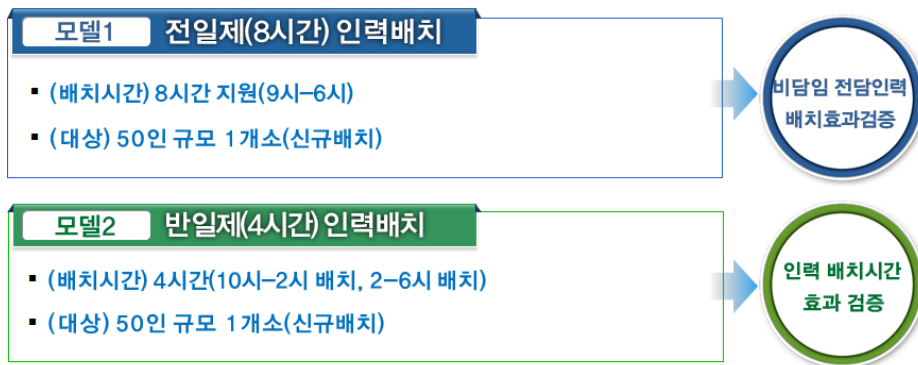 모델1 전일제(8시간) 인력배치
▪ (배치시간) 8시간 지원(9시–6시)
▪ (대상) 50인 규모 1개소(신규배치)
비담임 전담인력
배치효과검증
모델2 반일제(4시간) 인력배치
▪ (배치시간) 4시간(10시–2시 배치, 2–6시 배치)
▪ (대상) 50인 규모 1개소(신규배치)
인력 배치시간
효과 검증